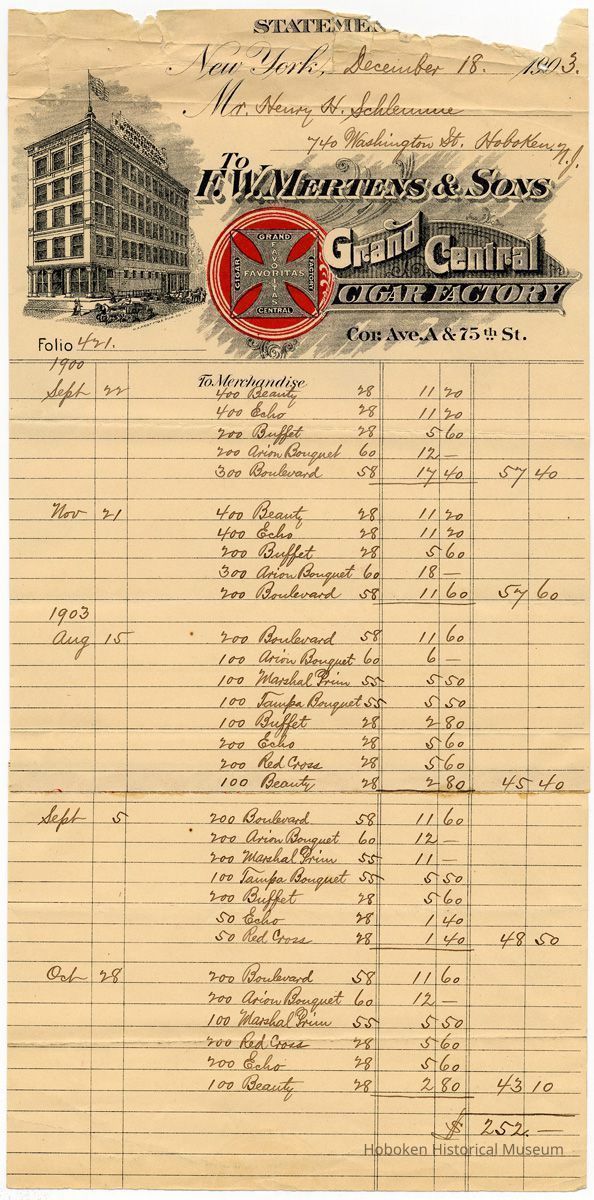 STATEMEN
New York, December 18. 1903.
Mr. Henry H. Schlemme
740 Washington St. Hoboken, N.J.
To
F. W. MERTENS & SONS
Grand Central
CIGAR FACTORY
GRAND
CIGAR FAVORITAS FACTORY
FAVORITAS
CENTRAL
Cor: Ave. A & 75th St.
Folio 421.
1900
To Merchandise
Sept 22 400 Beauty 28 11 20
400 Echo 28 11 20
200 Buffet 28 5 60
200 Arion Bouquet 60 12 —
300 Boulevard 58 17 40 57 40
Nov 21 400 Beauty 28 11 20
400 Echo 28 11 20
200 Buffet 28 5 60
300 Arion Bouquet 60 18 —
200 Boulevard 58 11 60 57 60
1903
Aug 15 200 Boulevard 58 11 60
100 Arion Bouquet 60 6 —
100 Marshal Prim 55 5 50
100 Tampa Bouquet 55 5 50
100 Buffet 28 2 80
200 Echo 28 5 60
200 Red Cross 28 5 60
100 Beauty 28 2 80 45 40
Sept 5 200 Boulevard 58 11 60
200 Arion Bouquet 60 12 —
200 Marshal Prim 55 11 —
100 Tampa Bouquet 55 5 50
200 Buffet 28 5 60
50 Echo 28 1 40
50 Red Cross 28 1 40 48 50
Oct 28 200 Boulevard 58 11 60
200 Arion Bouquet 60 12 —
100 Marshal Prim 55 5 50
200 Red Cross 28 5 60
200 Echo 28 5 60
100 Beauty 28 2 80 43 10
$ 252. —
Hoboken Historical Museum